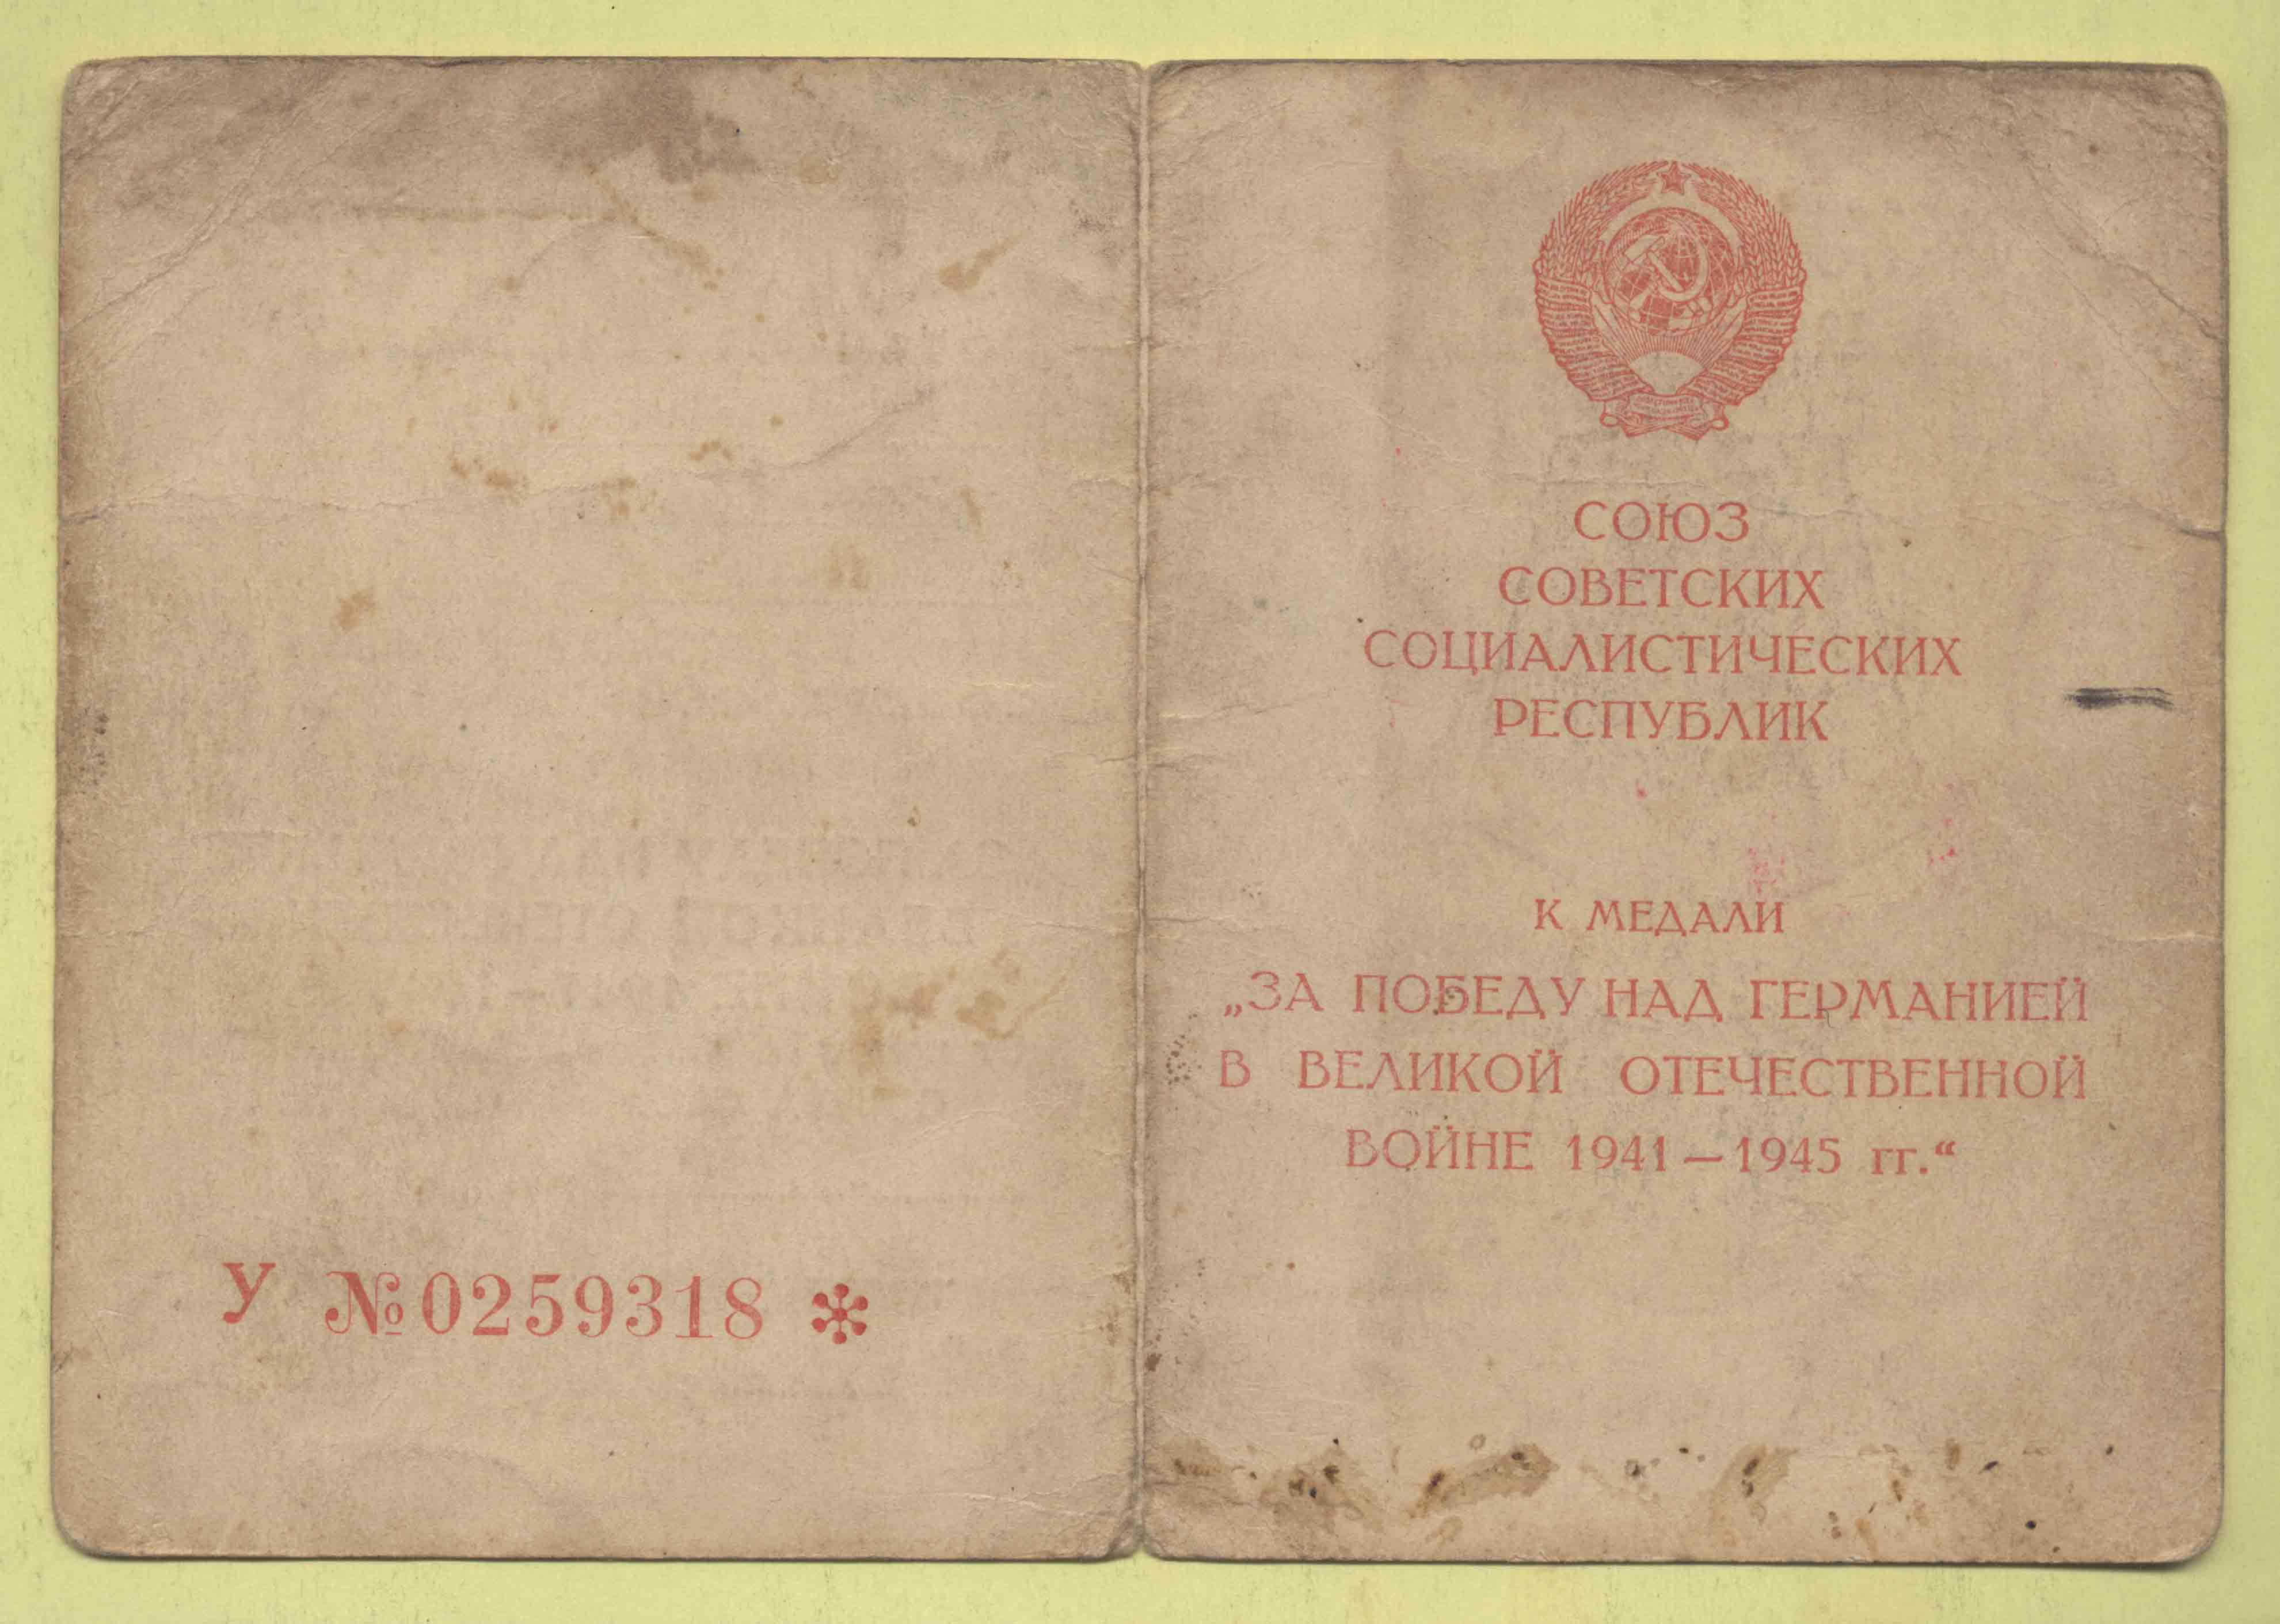 У №0259318 *
СОЮЗ
СОВЕТСКИХ
СОЦИАЛИСТИЧЕСКИХ
РЕСПУБЛИК
К МЕДАЛИ
„ЗА ПОБЕДУ НАД ГЕРМАНИЕЙ
В ВЕЛИКОЙ ОТЕЧЕСТВЕННОЙ
ВОЙНЕ 1941—1945 гг.“